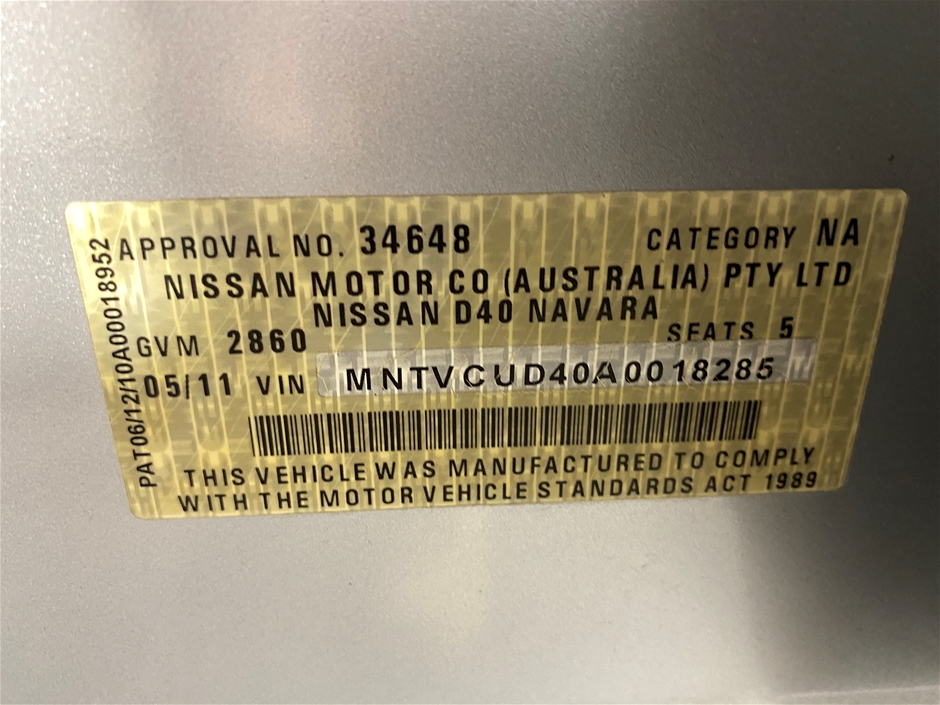 APPROVAL NO. 34648 CATEGORY NA
NISSAN MOTOR CO (AUSTRALIA) PTY LTD
NISSAN D40 NAVARA
GVM 2860 SEATS 5
05/11 VIN MNTVCUD40A0018285
THIS VEHICLE WAS MANUFACTURED TO COMPLY
WITH THE MOTOR VEHICLE STANDARDS ACT 1989
PAT06/12/10A00018952